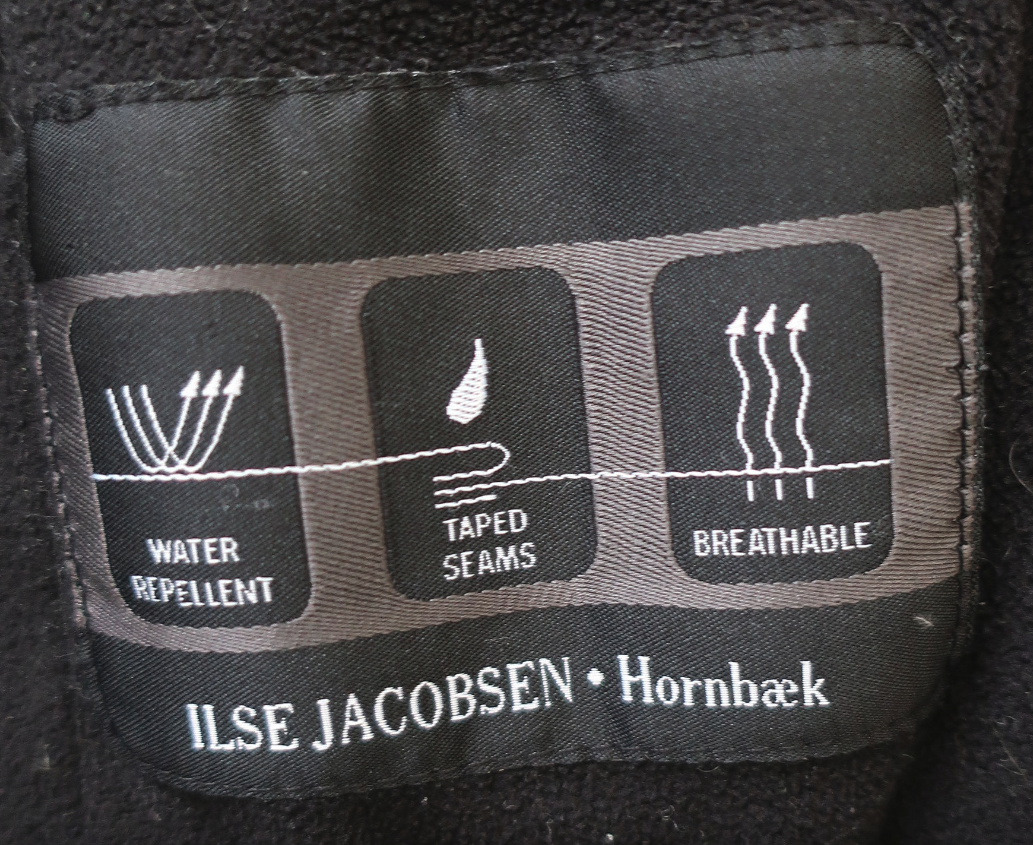 WATER
REPELLENT
TAPED
SEAMS
BREATHABLE
ILSE JACOBSEN • Hornbæk